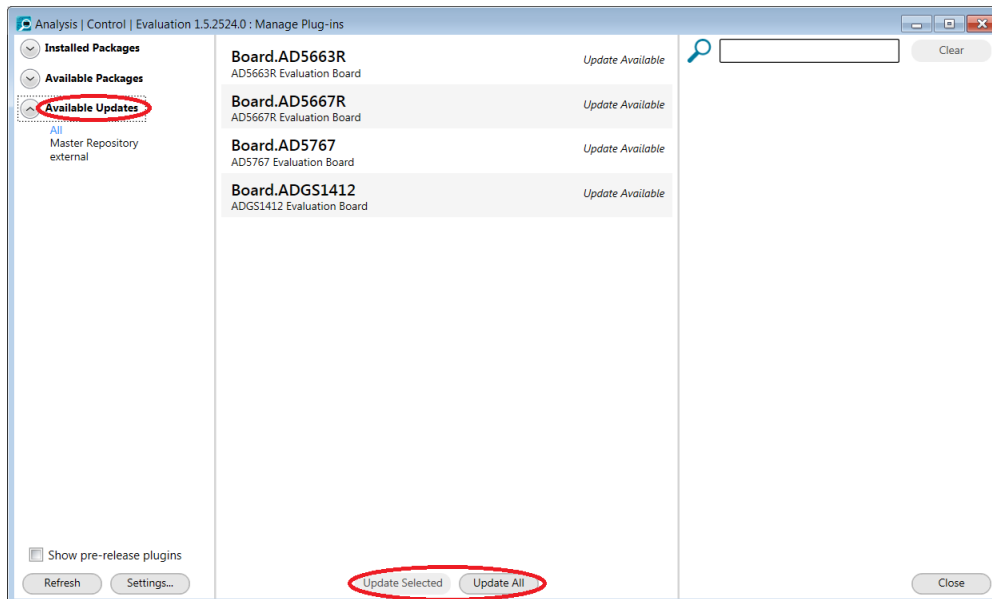 Analysis | Control | Evaluation 1.5.2524.0 : Manage Plug-ins
Installed Packages
Available Packages
Available Updates
All
Master Repository
external
Board.AD5663R
AD5663R Evaluation Board
Update Available
Board.AD5667R
AD5667R Evaluation Board
Update Available
Board.AD5767
AD5767 Evaluation Board
Update Available
Board.ADGS1412
ADGS1412 Evaluation Board
Update Available
Clear
Show pre-release plugins
Refresh
Settings...
Update Selected
Update All
Close